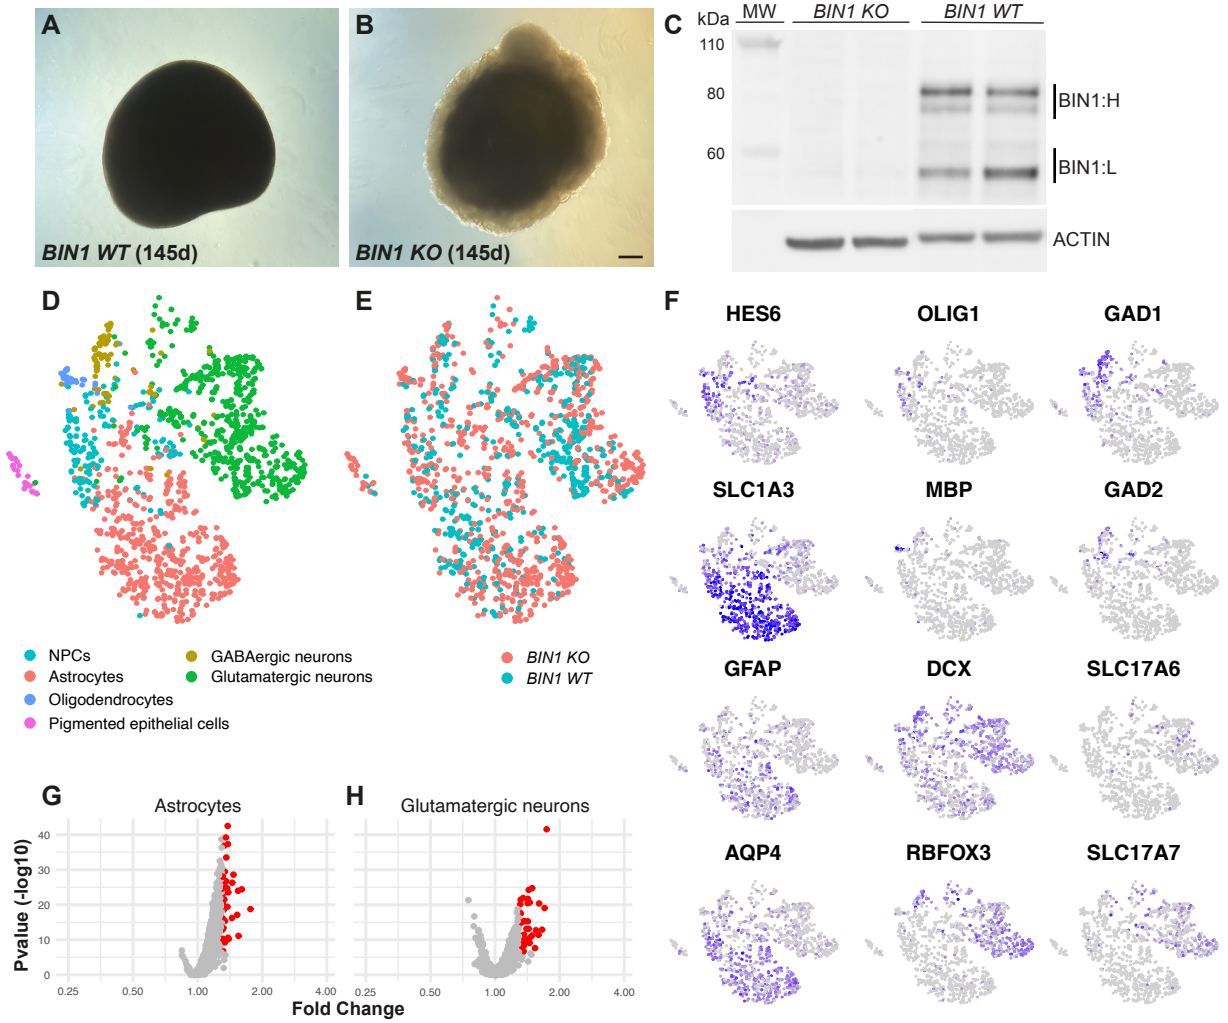 A
BIN1 WT (145d)
B
BIN1 KO (145d)
C
kDa
MW
BIN1 KO
BIN1 WT
110
80
60
BIN1:H
BIN1:L
ACTIN
D
NPCs
Astrocytes
Oligodendrocytes
Pigmented epithelial cells
GABAergic neurons
Glutamatergic neurons
E
BIN1 KO
BIN1 WT
F
HES6
OLIG1
GAD1
SLC1A3
MBP
GAD2
GFAP
DCX
SLC17A6
AQP4
RBFOX3
SLC17A7
G
Astrocytes
H
Glutamatergic neurons
Pvalue (-log10)
40
30
20
10
0
0.25 0.50 1.00 2.00 4.00
0.25 0.50 1.00 2.00 4.00
Fold Change